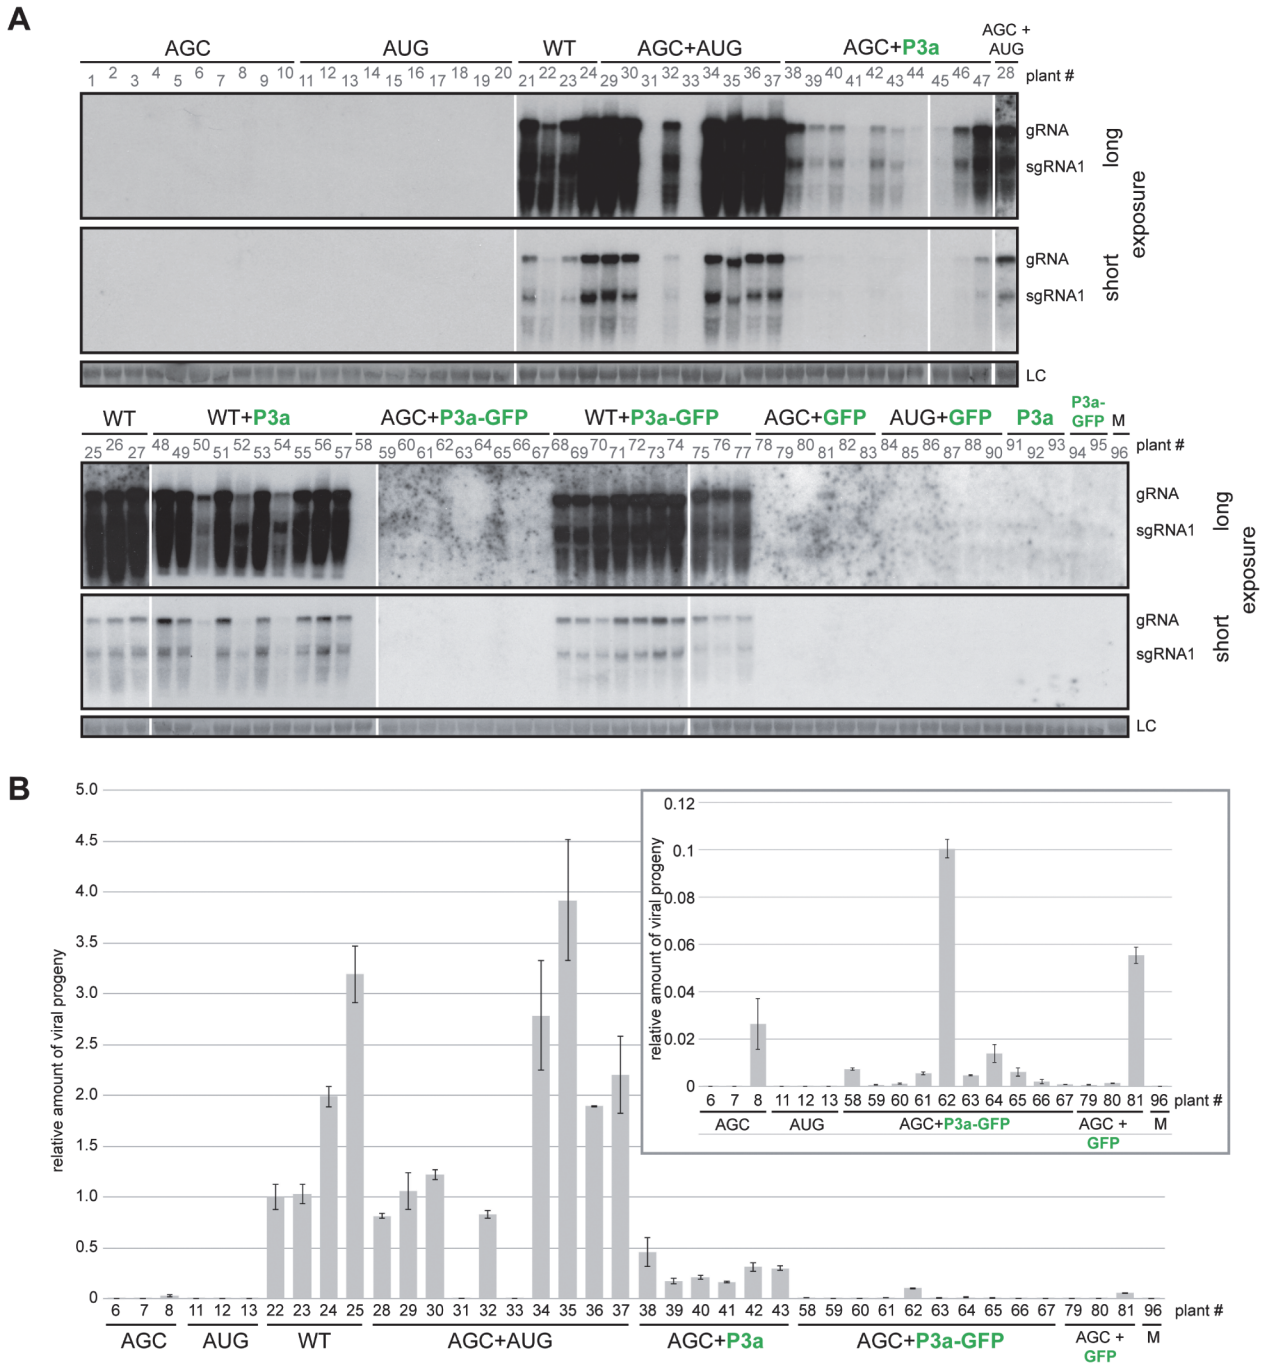 A
AGC AUG WT AGC+AUG AGC+P3a AGC + AUG
1 2 3 4 5 6 7 8 9 10 11 12 13 14 15 16 17 18 19 20 21 22 23 24 29 30 31 32 33 34 35 36 37 38 39 40 41 42 43 44 45 46 47 28 plant #
gRNA
sgRNA1
long
gRNA
sgRNA1
short
exposure
LC
WT WT+P3a AGC+P3a-GFP WT+P3a-GFP AGC+GFP AUG+GFP P3a P3a-GFP M
25 26 27 48 49 50 51 52 53 54 55 56 57 58 59 60 61 62 63 64 65 66 67 68 69 70 71 72 73 74 75 76 77 78 79 80 81 82 83 84 85 86 87 88 90 91 92 93 94 95 96 plant #
gRNA
sgRNA1
long
gRNA
sgRNA1
short
exposure
LC
B
relative amount of viral progeny
5.0
4.5
4.0
3.5
3.0
2.5
2.0
1.5
1.0
0.5
0
6 7 8 11 12 13 22 23 24 25 28 29 30 31 32 33 34 35 36 37 38 39 40 41 42 43 58 59 60 61 62 63 64 65 66 67 79 80 81 96 plant #
AGC AUG WT AGC+AUG AGC+P3a AGC+P3a-GFP AGC + GFP M
relative amount of viral progeny
0.12
0.1
0.08
0.06
0.04
0.02
0
6 7 8 11 12 13 58 59 60 61 62 63 64 65 66 67 79 80 81 96 plant #
AGC AUG AGC+P3a-GFP AGC + GFP M